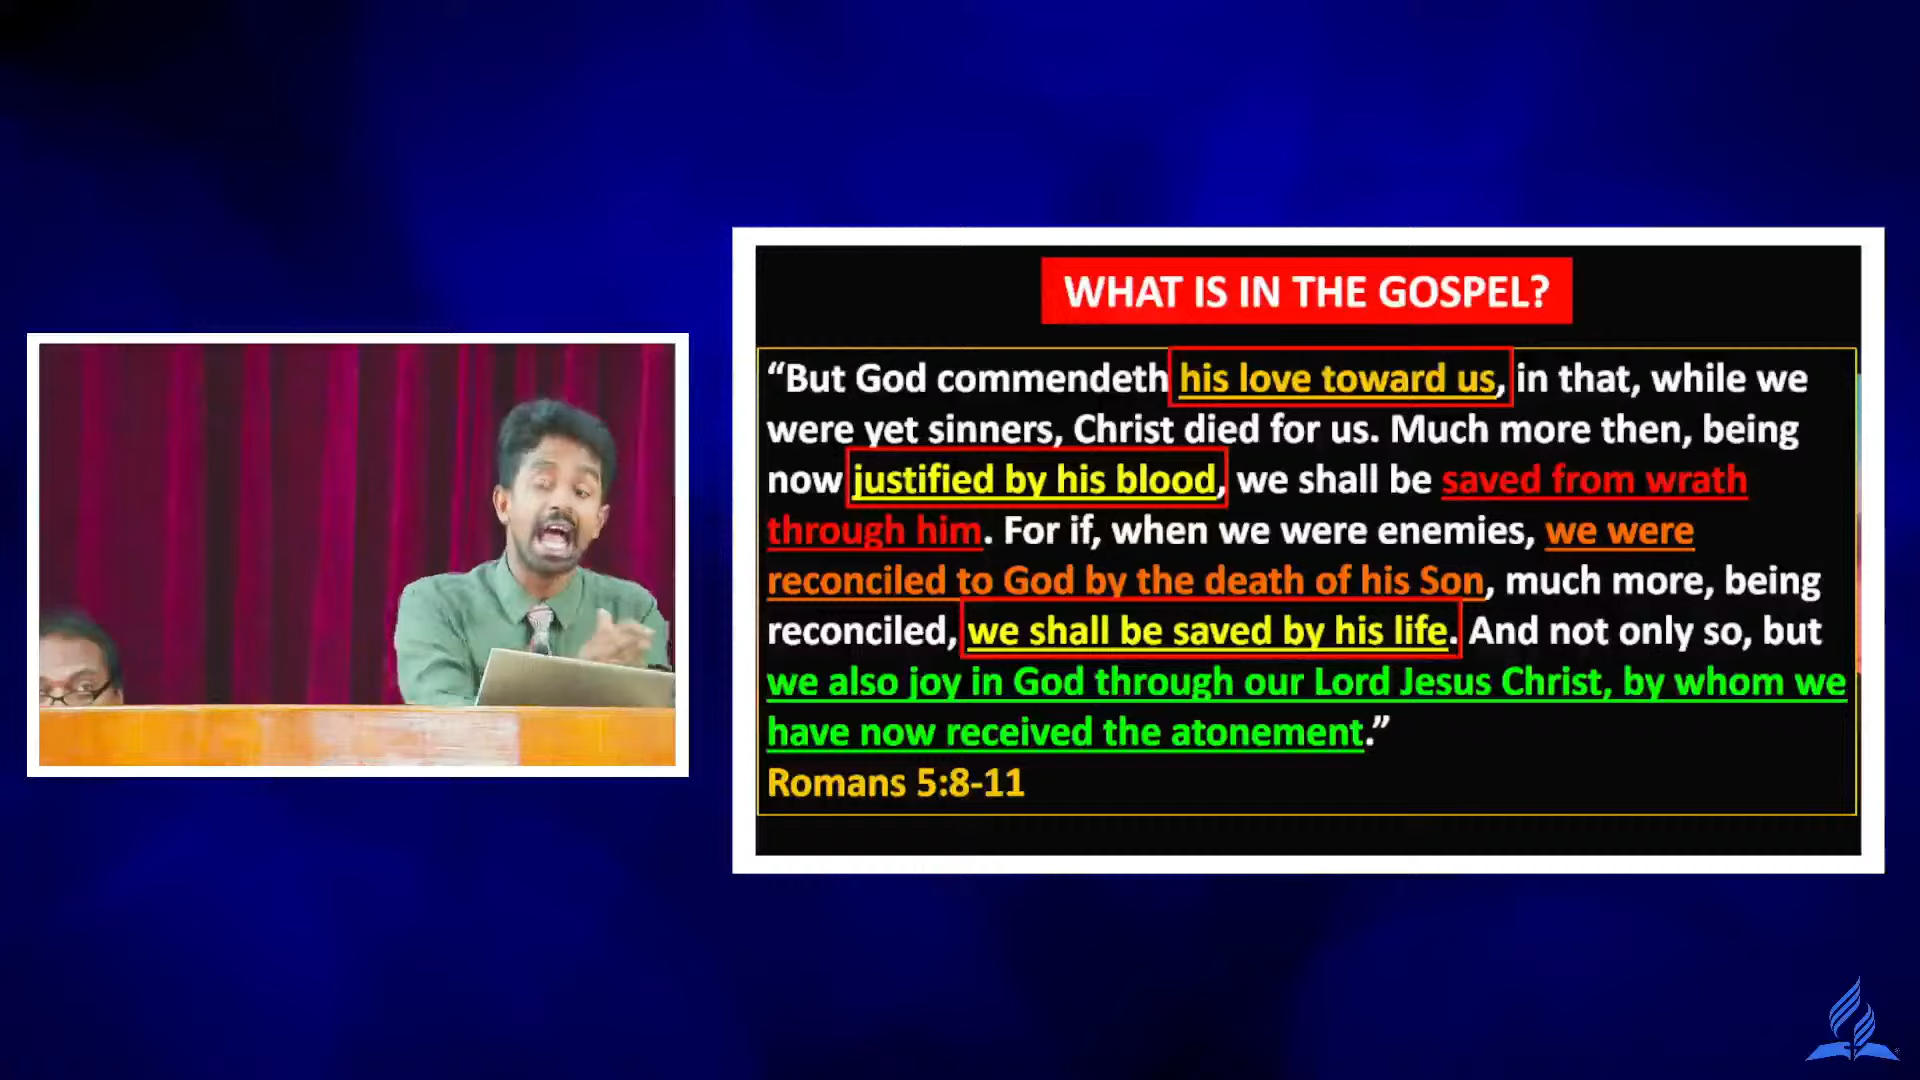 WHAT IS IN THE GOSPEL?
“But God commendeth his love toward us, in that, while we
were yet sinners, Christ died for us. Much more then, being
now justified by his blood, we shall be saved from wrath
through him. For if, when we were enemies, we were
reconciled to God by the death of his Son, much more, being
reconciled, we shall be saved by his life. And not only so, but
we also joy in God through our Lord Jesus Christ, by whom we
have now received the atonement.”
Romans 5:8-11